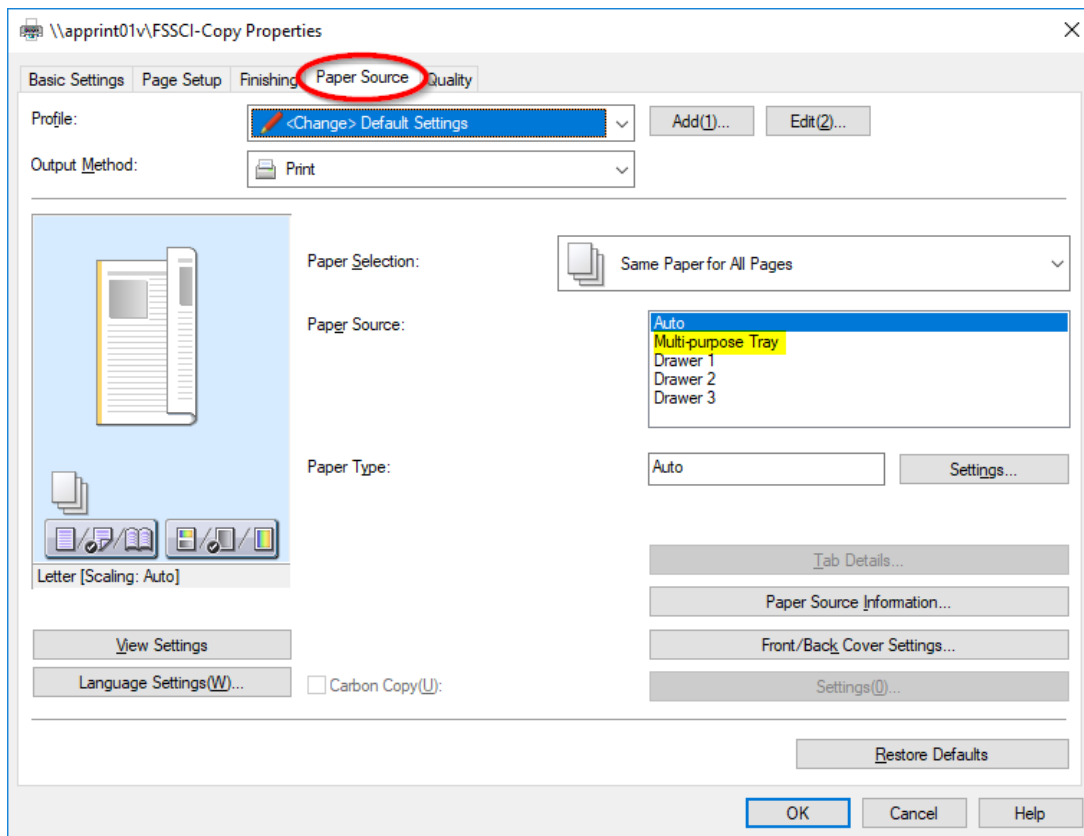 \\apprint01v\FSSCI-Copy Properties
Basic Settings Page Setup Finishing Paper Source Quality
Profile: <Change> Default Settings Add(1)... Edit(2)...
Output Method: Print
Paper Selection: Same Paper for All Pages
Paper Source: Auto
Multi-purpose Tray
Drawer 1
Drawer 2
Drawer 3
Paper Type: Auto Settings...
Letter [Scaling: Auto]
Tab Details...
Paper Source Information...
View Settings Front/Back Cover Settings...
Language Settings(W)... Carbon Copy(U): Settings(0)...
Restore Defaults
OK Cancel Help